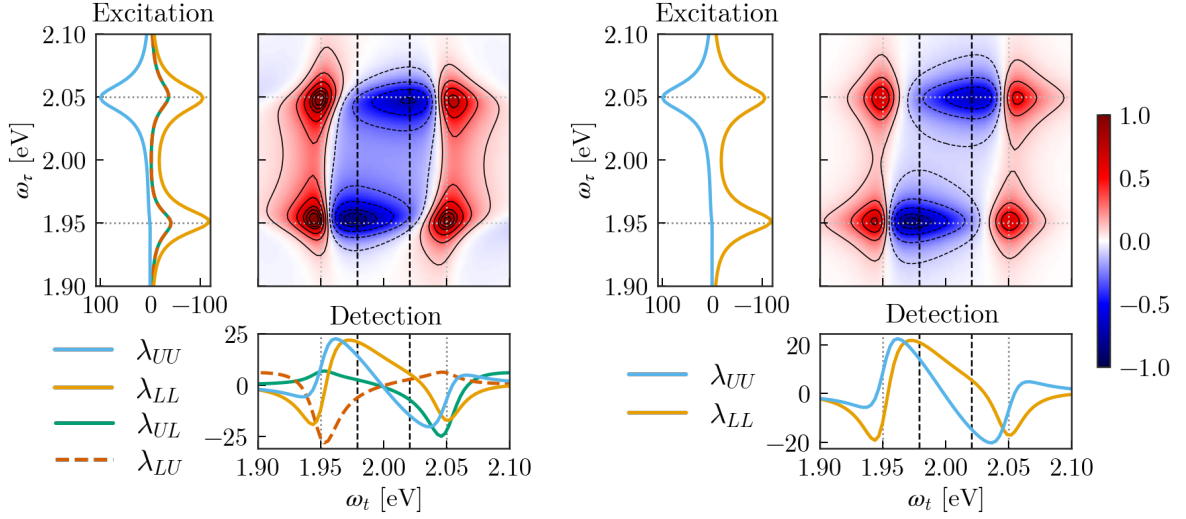 Excitation
2.10
2.05
2.00
1.95
1.90
ω_τ [eV]
100 0 −100
Detection
25
0
−25
1.90 1.95 2.00 2.05 2.10
ω_t [eV]
λ_UU
λ_LL
λ_UL
λ_LU
Excitation
2.10
2.05
2.00
1.95
1.90
ω_τ [eV]
100 0 −100
Detection
20
0
−20
1.90 1.95 2.00 2.05 2.10
ω_t [eV]
λ_UU
λ_LL
1.0
0.5
0.0
−0.5
−1.0